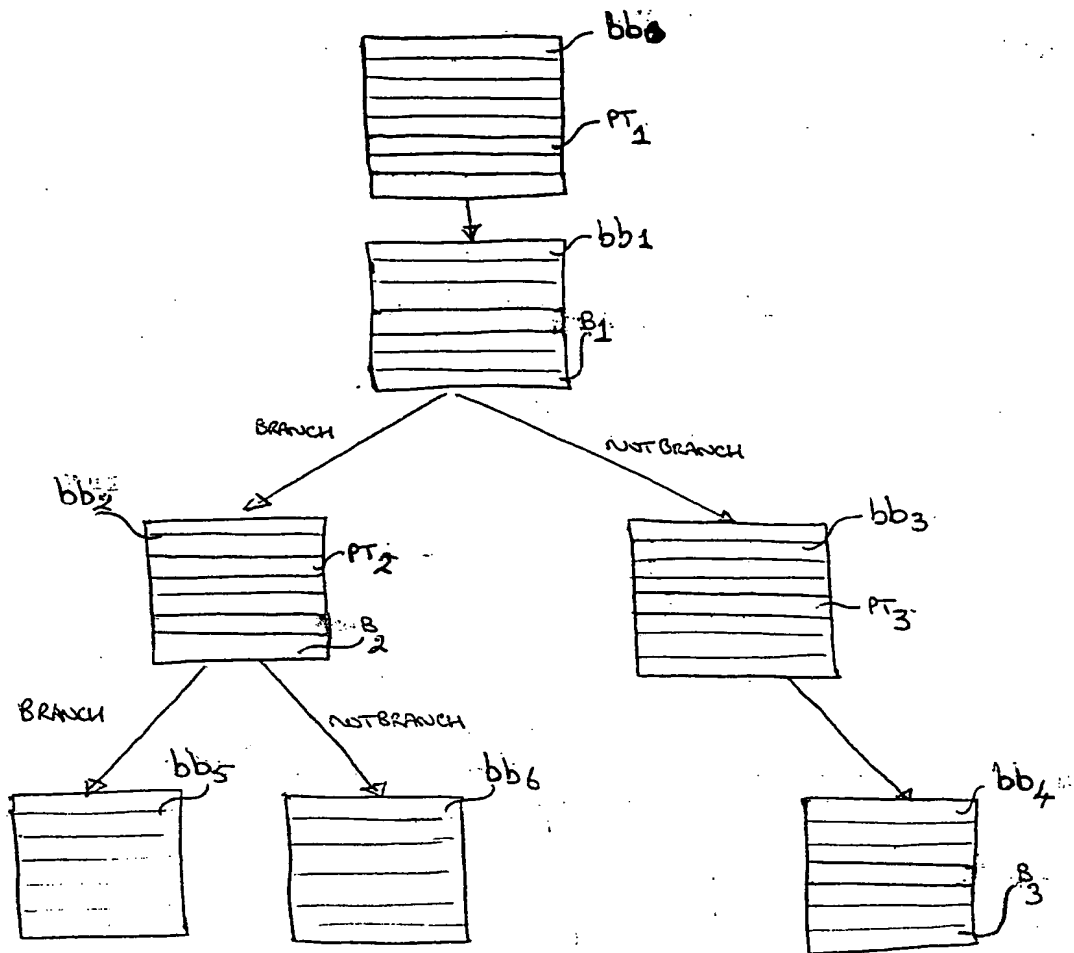 bb0
PT1
bb1
B1
BRANCH
NOTBRANCH
bb2
bb3
PT2
PT3
B2
BRANCH
NOTBRANCH
bb5
bb6
bb4
B3